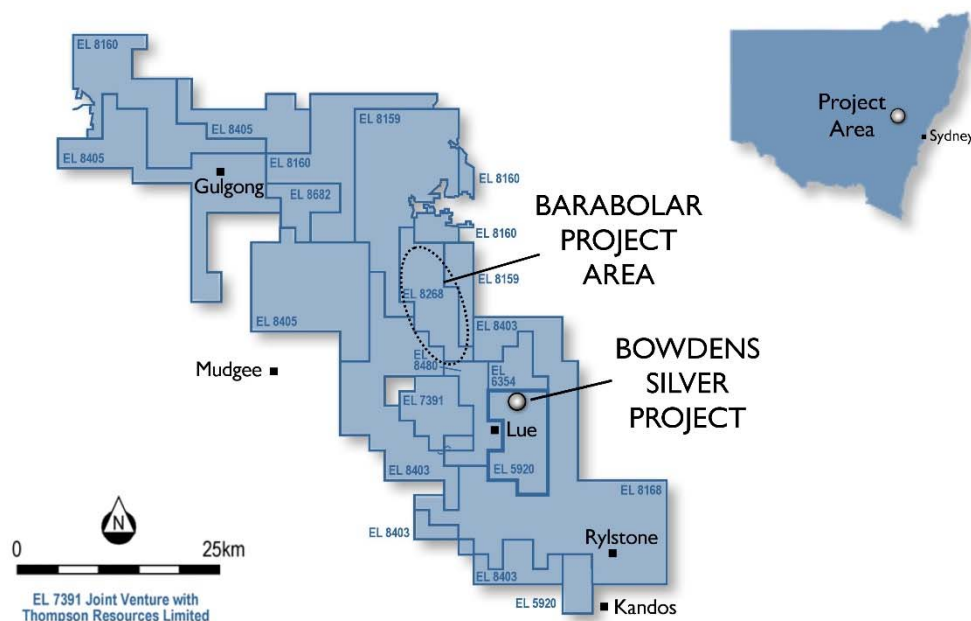 EL 8160
EL 8405
EL 8159
EL 8405
EL 8160
Gulgong
EL 8682
EL 8160
EL 8160
BARABOLAR
PROJECT
AREA
EL 8159
EL 8268
EL 8405
EL 8403
EL
8480
EL
6354
Mudgee
EL 7391
BOWDENS
SILVER
PROJECT
Lue
EL 8403
EL 5920
EL 8168
EL 8403
Rylstone
EL 8403
EL 5920
Kandos
N
0 25km
EL 7391 Joint Venture with
Thompson Resources Limited
Project
Area
Sydney